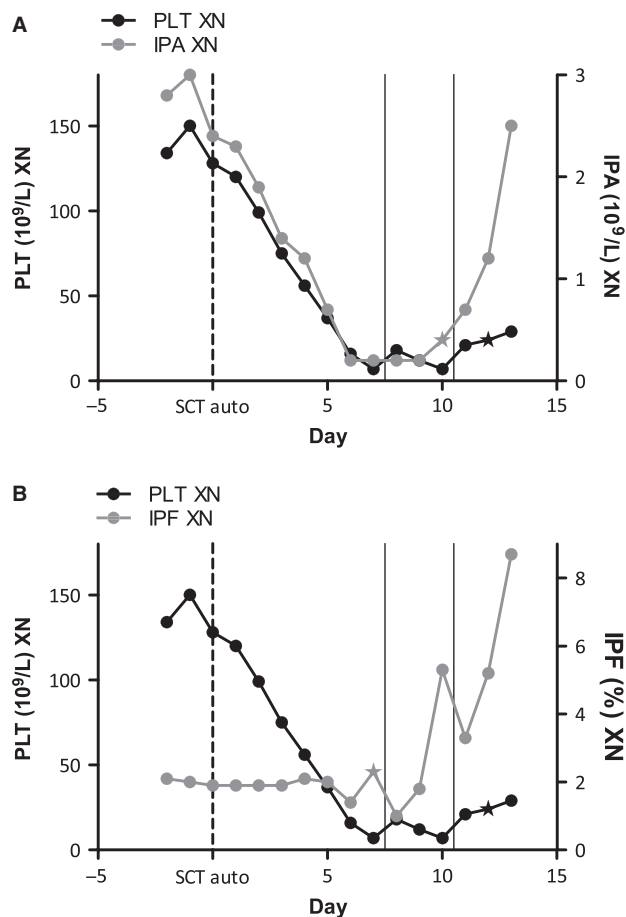 A
PLT XN
IPA XN
PLT (10⁹/L) XN
150
100
50
0
IPA (10⁹/L) XN
3
2
1
0
–5
SCT auto
5
10
15
Day
B
PLT XN
IPF XN
PLT (10⁹/L) XN
150
100
50
0
IPF (%) XN
8
6
4
2
0
–5
SCT auto
5
10
15
Day